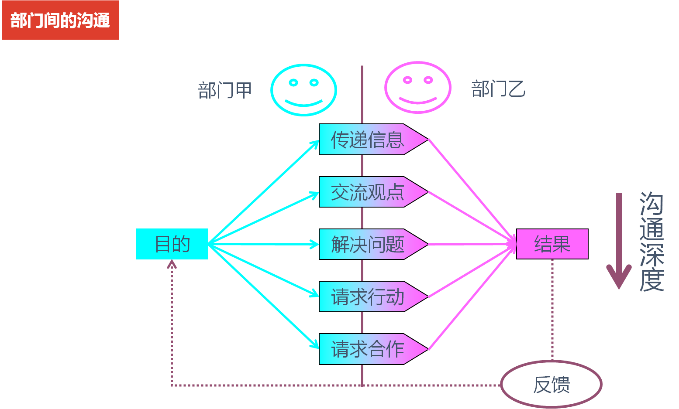 部门间的沟通
部门甲
部门乙
传递信息
交流观点
目的
解决问题
结果
请求行动
请求合作
沟通深度
反馈